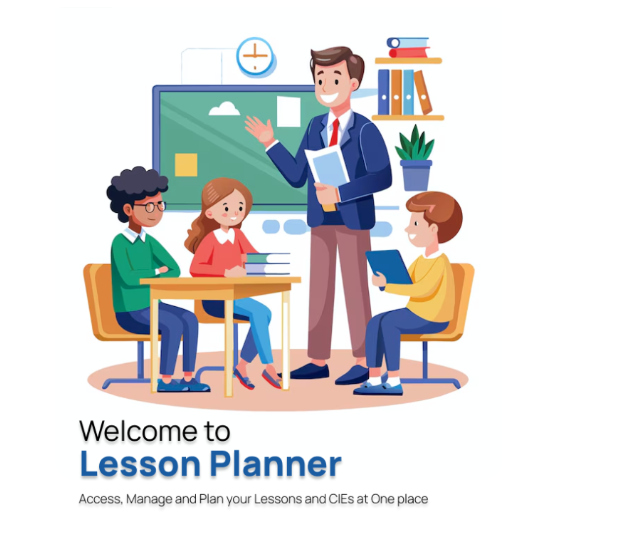 Welcome to
Lesson Planner
Access, Manage and Plan your Lessons and CIEs at One place